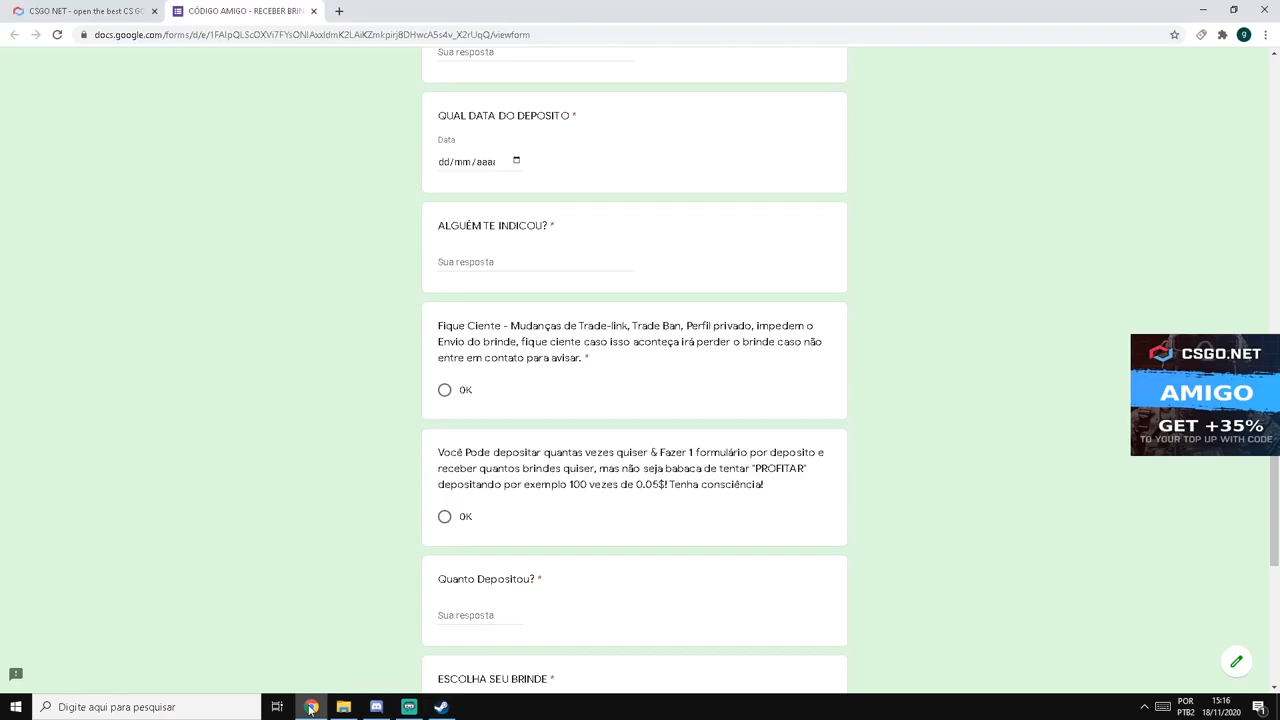 CSGO.NET - open the best CS GO
CÓDIGO AMIGO - RECEBER BRIN
docs.google.com/forms/d/e/
/viewform
g
Sua resposta
QUAL DATA DO DEPOSITO *
Data
dd/mm/aaaa
ALGUÉM TE INDICOU? *
Sua resposta
Fique Ciente - Mudanças de Trade-link, Trade Ban, Perfil privado, impedem o
Envio do brinde, fique ciente caso isso aconteça irá perder o brinde caso não
entre em contato para avisar. *
OK
Você Pode depositar quantas vezes quiser & Fazer 1 formulário por deposito e
receber quantos brindes quiser, mas não seja babaca de tentar "PROFITAR"
depositando por exemplo 100 vezes de 0.05$! Tenha consciência!
OK
Quanto Depositou? *
Sua resposta
ESCOLHA SEU BRINDE *
CSGO.NET
AMIGO
GET +35%
TO YOUR TOP UP WITH CODE
Digite aqui para pesquisar
POR
PTB2
15:16
18/11/2020
1